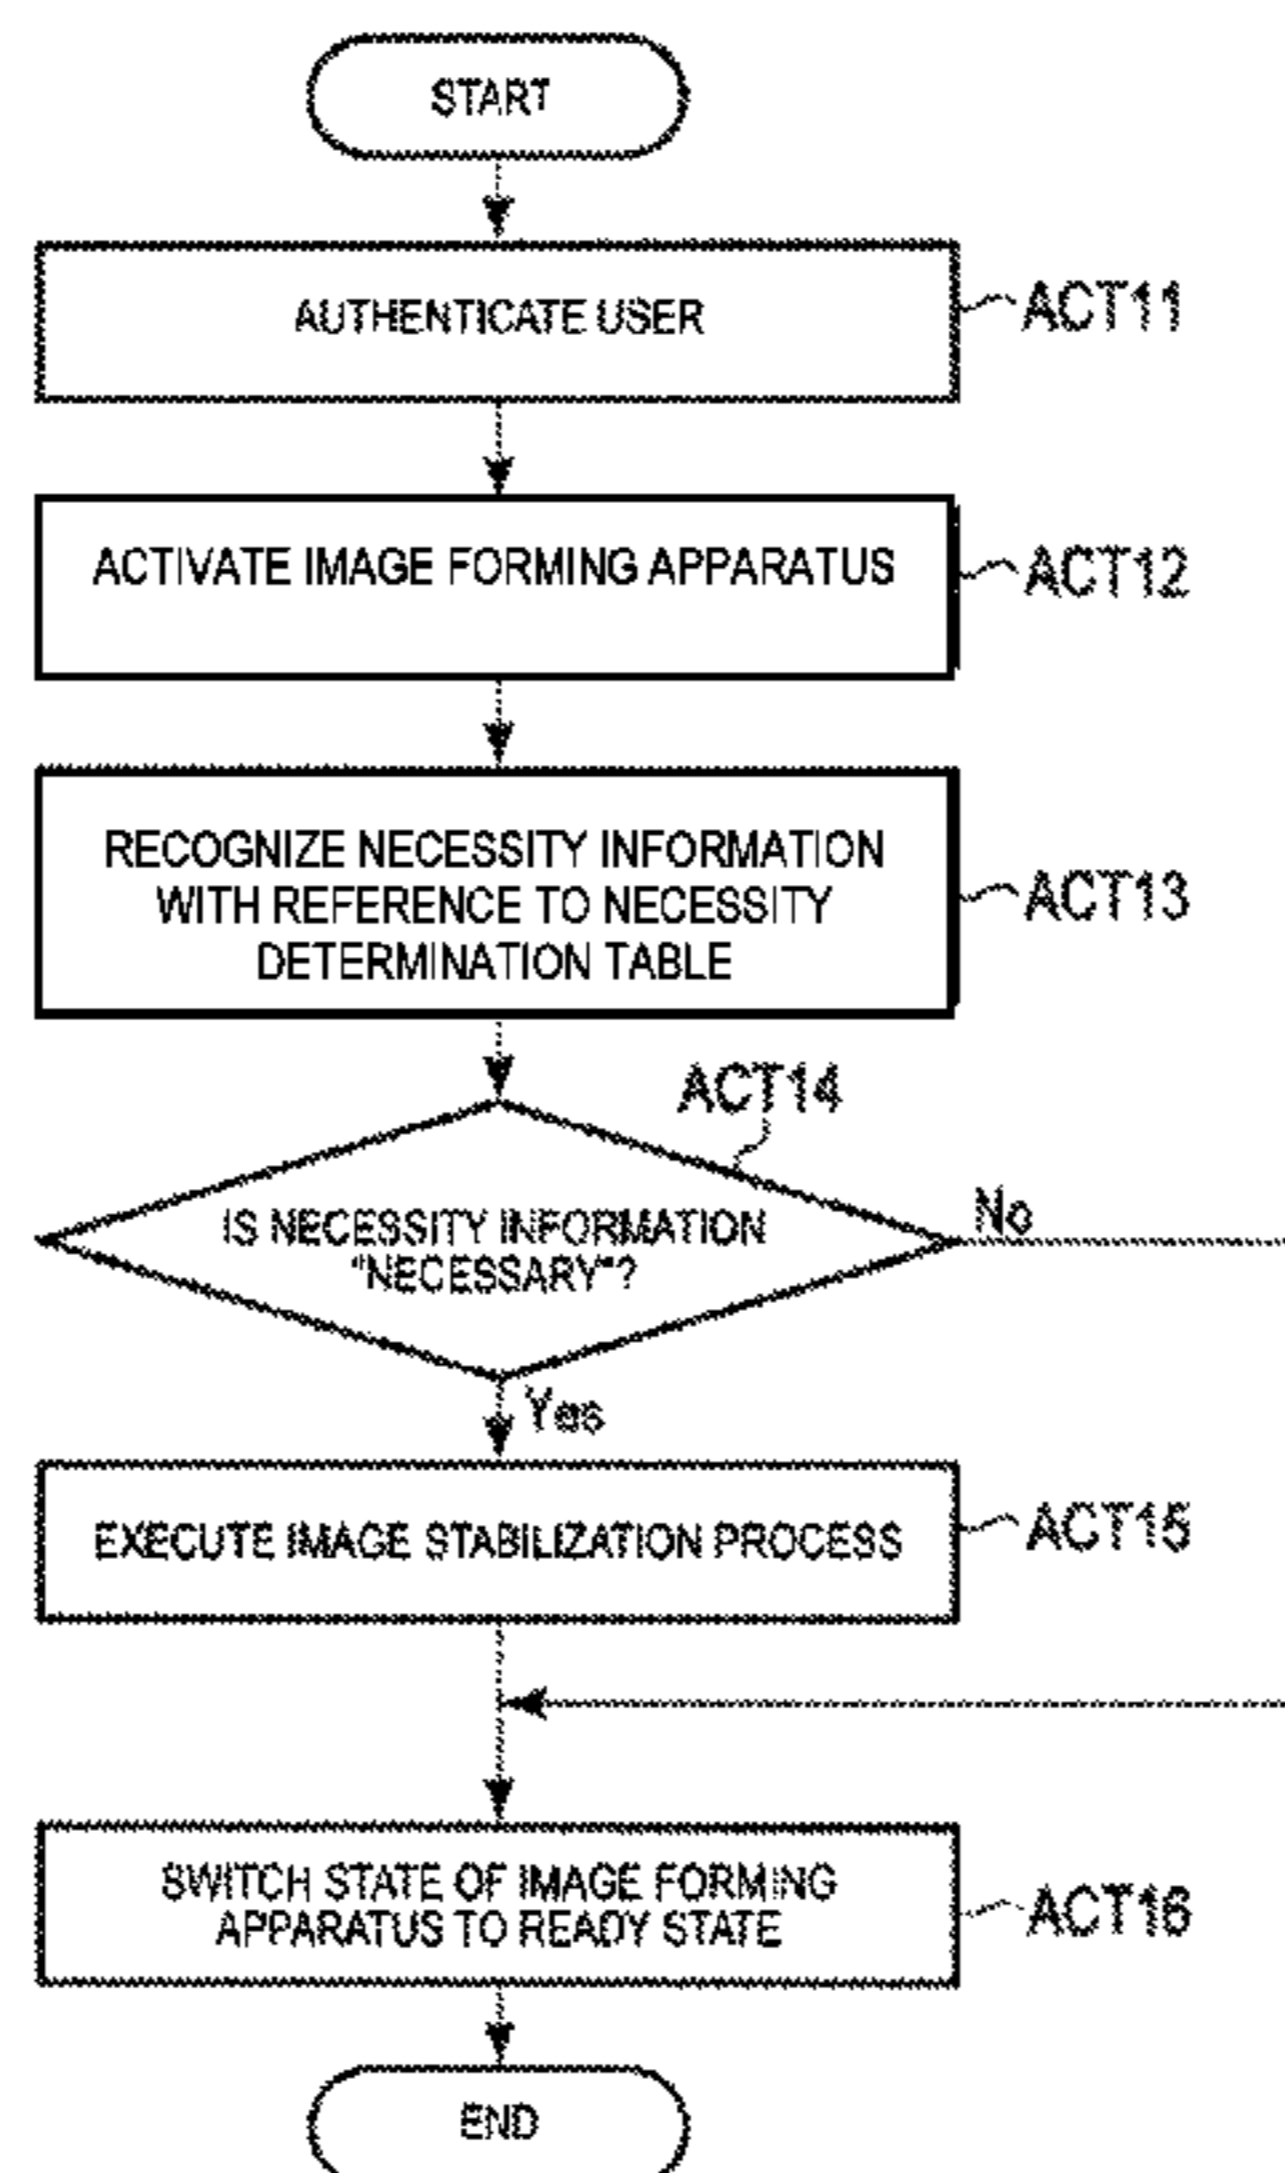 START
AUTHENTICATE USER
ACT11
ACTIVATE IMAGE FORMING APPARATUS
ACT12
RECOGNIZE NECESSITY INFORMATION
WITH REFERENCE TO NECESSITY
DETERMINATION TABLE
ACT13
ACT14
IS NECESSITY INFORMATION
"NECESSARY"?
No
Yes
EXECUTE IMAGE STABILIZATION PROCESS
ACT15
SWITCH STATE OF IMAGE FORMING
APPARATUS TO READY STATE
ACT16
END